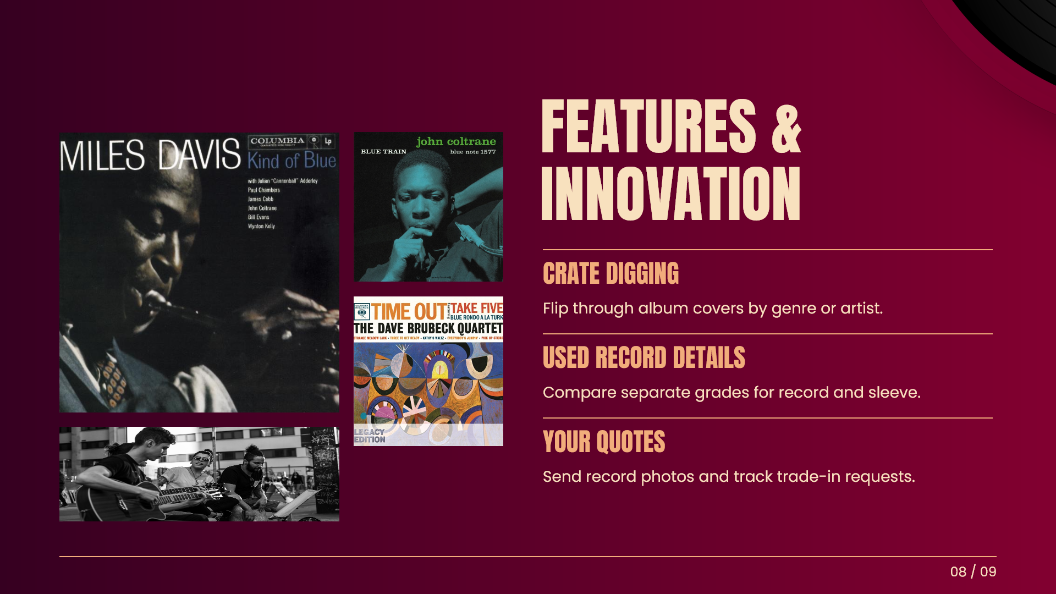 MILES DAVIS
COLUMBIA Lp
Kind of Blue
with Julian "Cannonball" Adderley
Paul Chambers
James Cobb
John Coltrane
Bill Evans
Wynton Kelly
john coltrane
BLUE TRAIN
blue note 1577
TIME OUT
TAKE FIVE
BLUE RONDO A LA TURK
THE DAVE BRUBECK QUARTET
LEGACY
EDITION
FEATURES &
INNOVATION
CRATE DIGGING
Flip through album covers by genre or artist.
USED RECORD DETAILS
Compare separate grades for record and sleeve.
YOUR QUOTES
Send record photos and track trade-in requests.
08 / 09